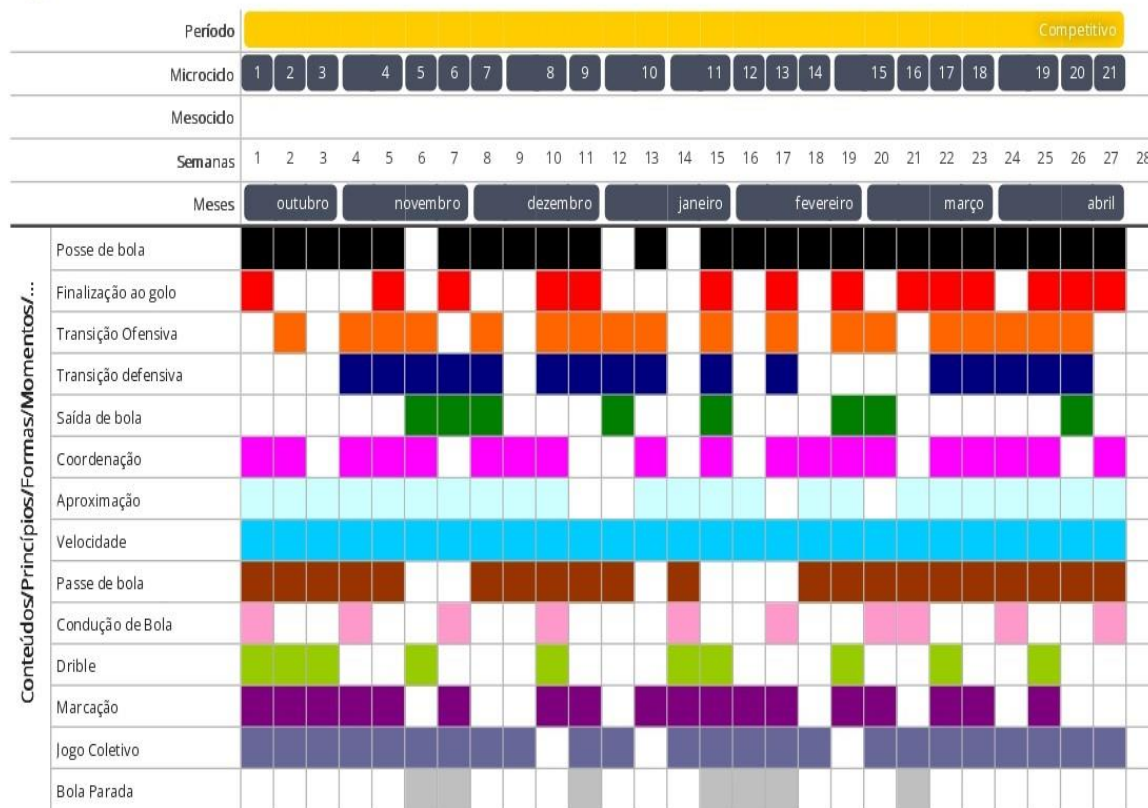 Período
Competitivo
Microciclo
1 2 3 4 5 6 7 8 9 10 11 12 13 14 15 16 17 18 19 20 21
Mesociclo
Semanas
1 2 3 4 5 6 7 8 9 10 11 12 13 14 15 16 17 18 19 20 21 22 23 24 25 26 27 28
Meses
outubro novembro dezembro janeiro fevereiro março abril
Conteúdos/Princípios/Formas/Momentos/...
Posse de bola
Finalização ao golo
Transição Ofensiva
Transição defensiva
Saída de bola
Coordenação
Aproximação
Velocidade
Passe de bola
Condução de Bola
Drible
Marcação
Jogo Coletivo
Bola Parada